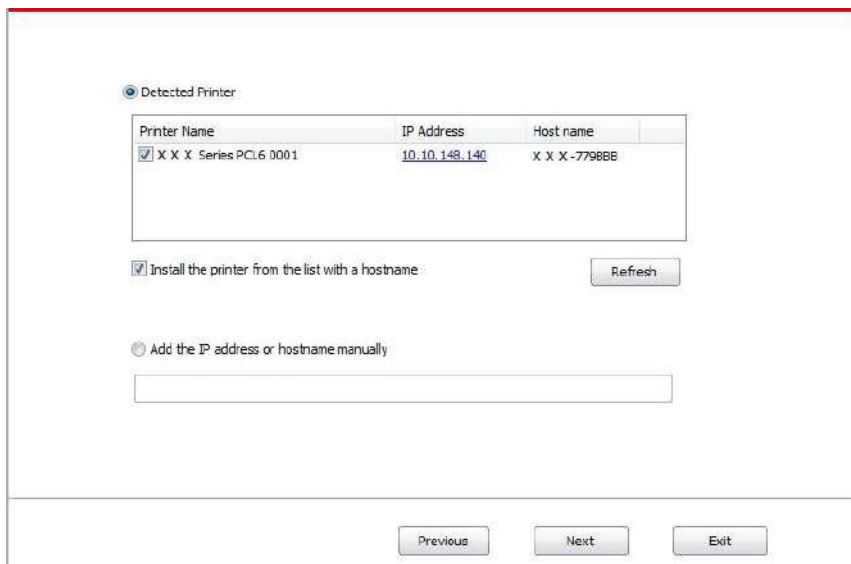 Detected Printer
Printer Name IP Address Host name
X X X Series PCL6 0001 10.10.148.140 X X X -779BBB
Install the printer from the list with a hostname
Refresh
Add the IP address or hostname manually
Previous Next Exit